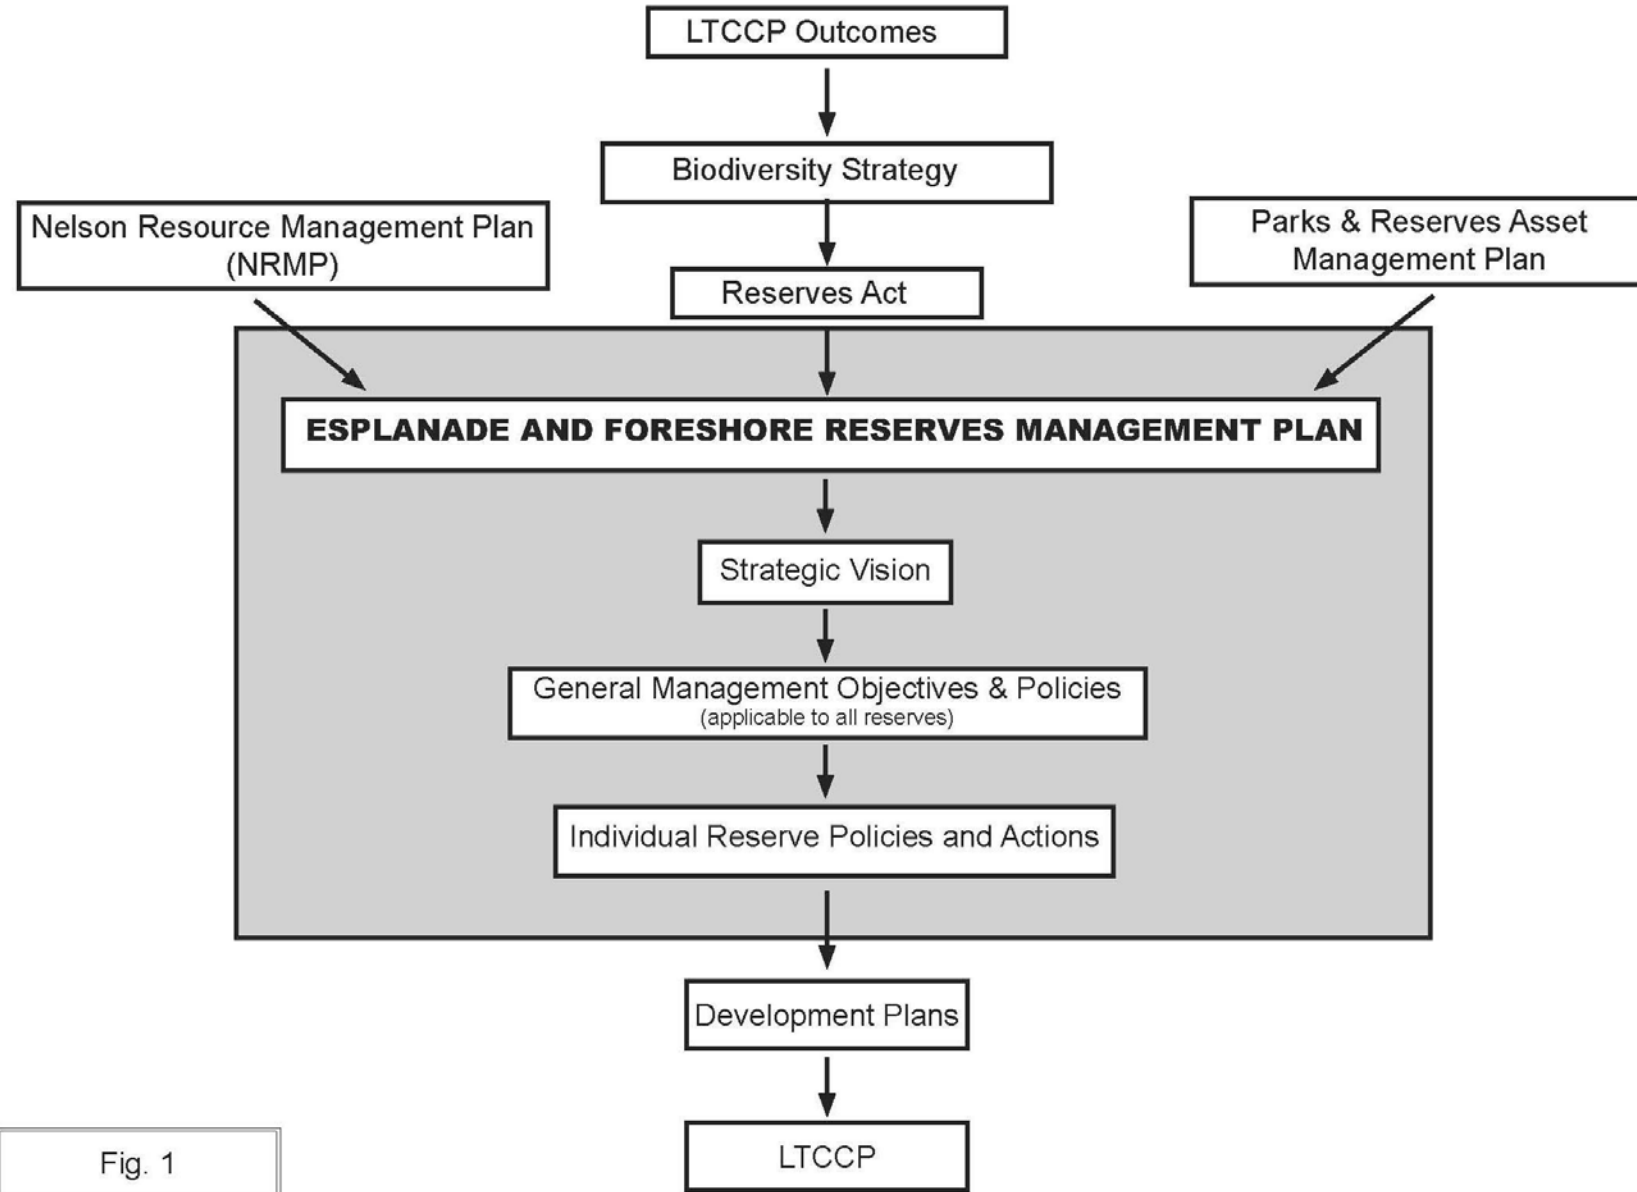 LTCCP Outcomes
Biodiversity Strategy
Nelson Resource Management Plan
(NRMP)
Parks & Reserves Asset
Management Plan
Reserves Act
ESPLANADE AND FORESHORE RESERVES MANAGEMENT PLAN
Strategic Vision
General Management Objectives & Policies
(applicable to all reserves)
Individual Reserve Policies and Actions
Development Plans
LTCCP
Fig. 1